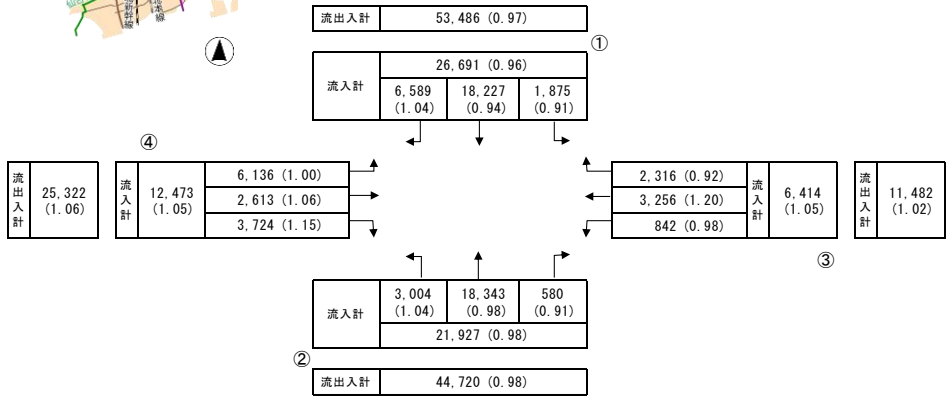 新幹線
流出入計 53,486 (0.97)
①
流入計 26,691 (0.96)
6,589 18,227 1,875
(1.04) (0.94) (0.91)
④
流出入計 25,322 (1.06)
流入計 12,473 (1.05)
6,136 (1.00)
2,613 (1.06)
3,724 (1.15)
2,316 (0.92)
3,256 (1.20)
842 (0.98)
流入計 6,414 (1.05)
流出入計 11,482 (1.02)
③
流入計
3,004 18,343 580
(1.04) (0.98) (0.91)
21,927 (0.98)
②
流出入計 44,720 (0.98)